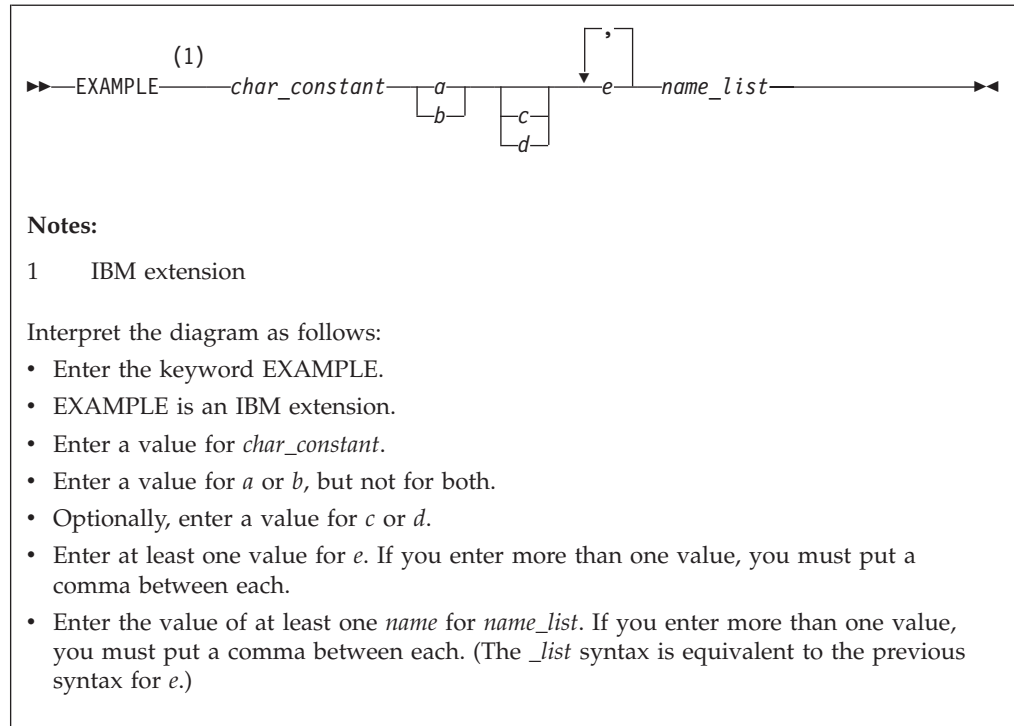 ,
(1)
EXAMPLE char_constant a e name_list
b c
d
Notes:
1 IBM extension
Interpret the diagram as follows:
• Enter the keyword EXAMPLE.
• EXAMPLE is an IBM extension.
• Enter a value for char_constant.
• Enter a value for a or b, but not for both.
• Optionally, enter a value for c or d.
• Enter at least one value for e. If you enter more than one value, you must put a
comma between each.
• Enter the value of at least one name for name_list. If you enter more than one value,
you must put a comma between each. (The _list syntax is equivalent to the previous
syntax for e.)